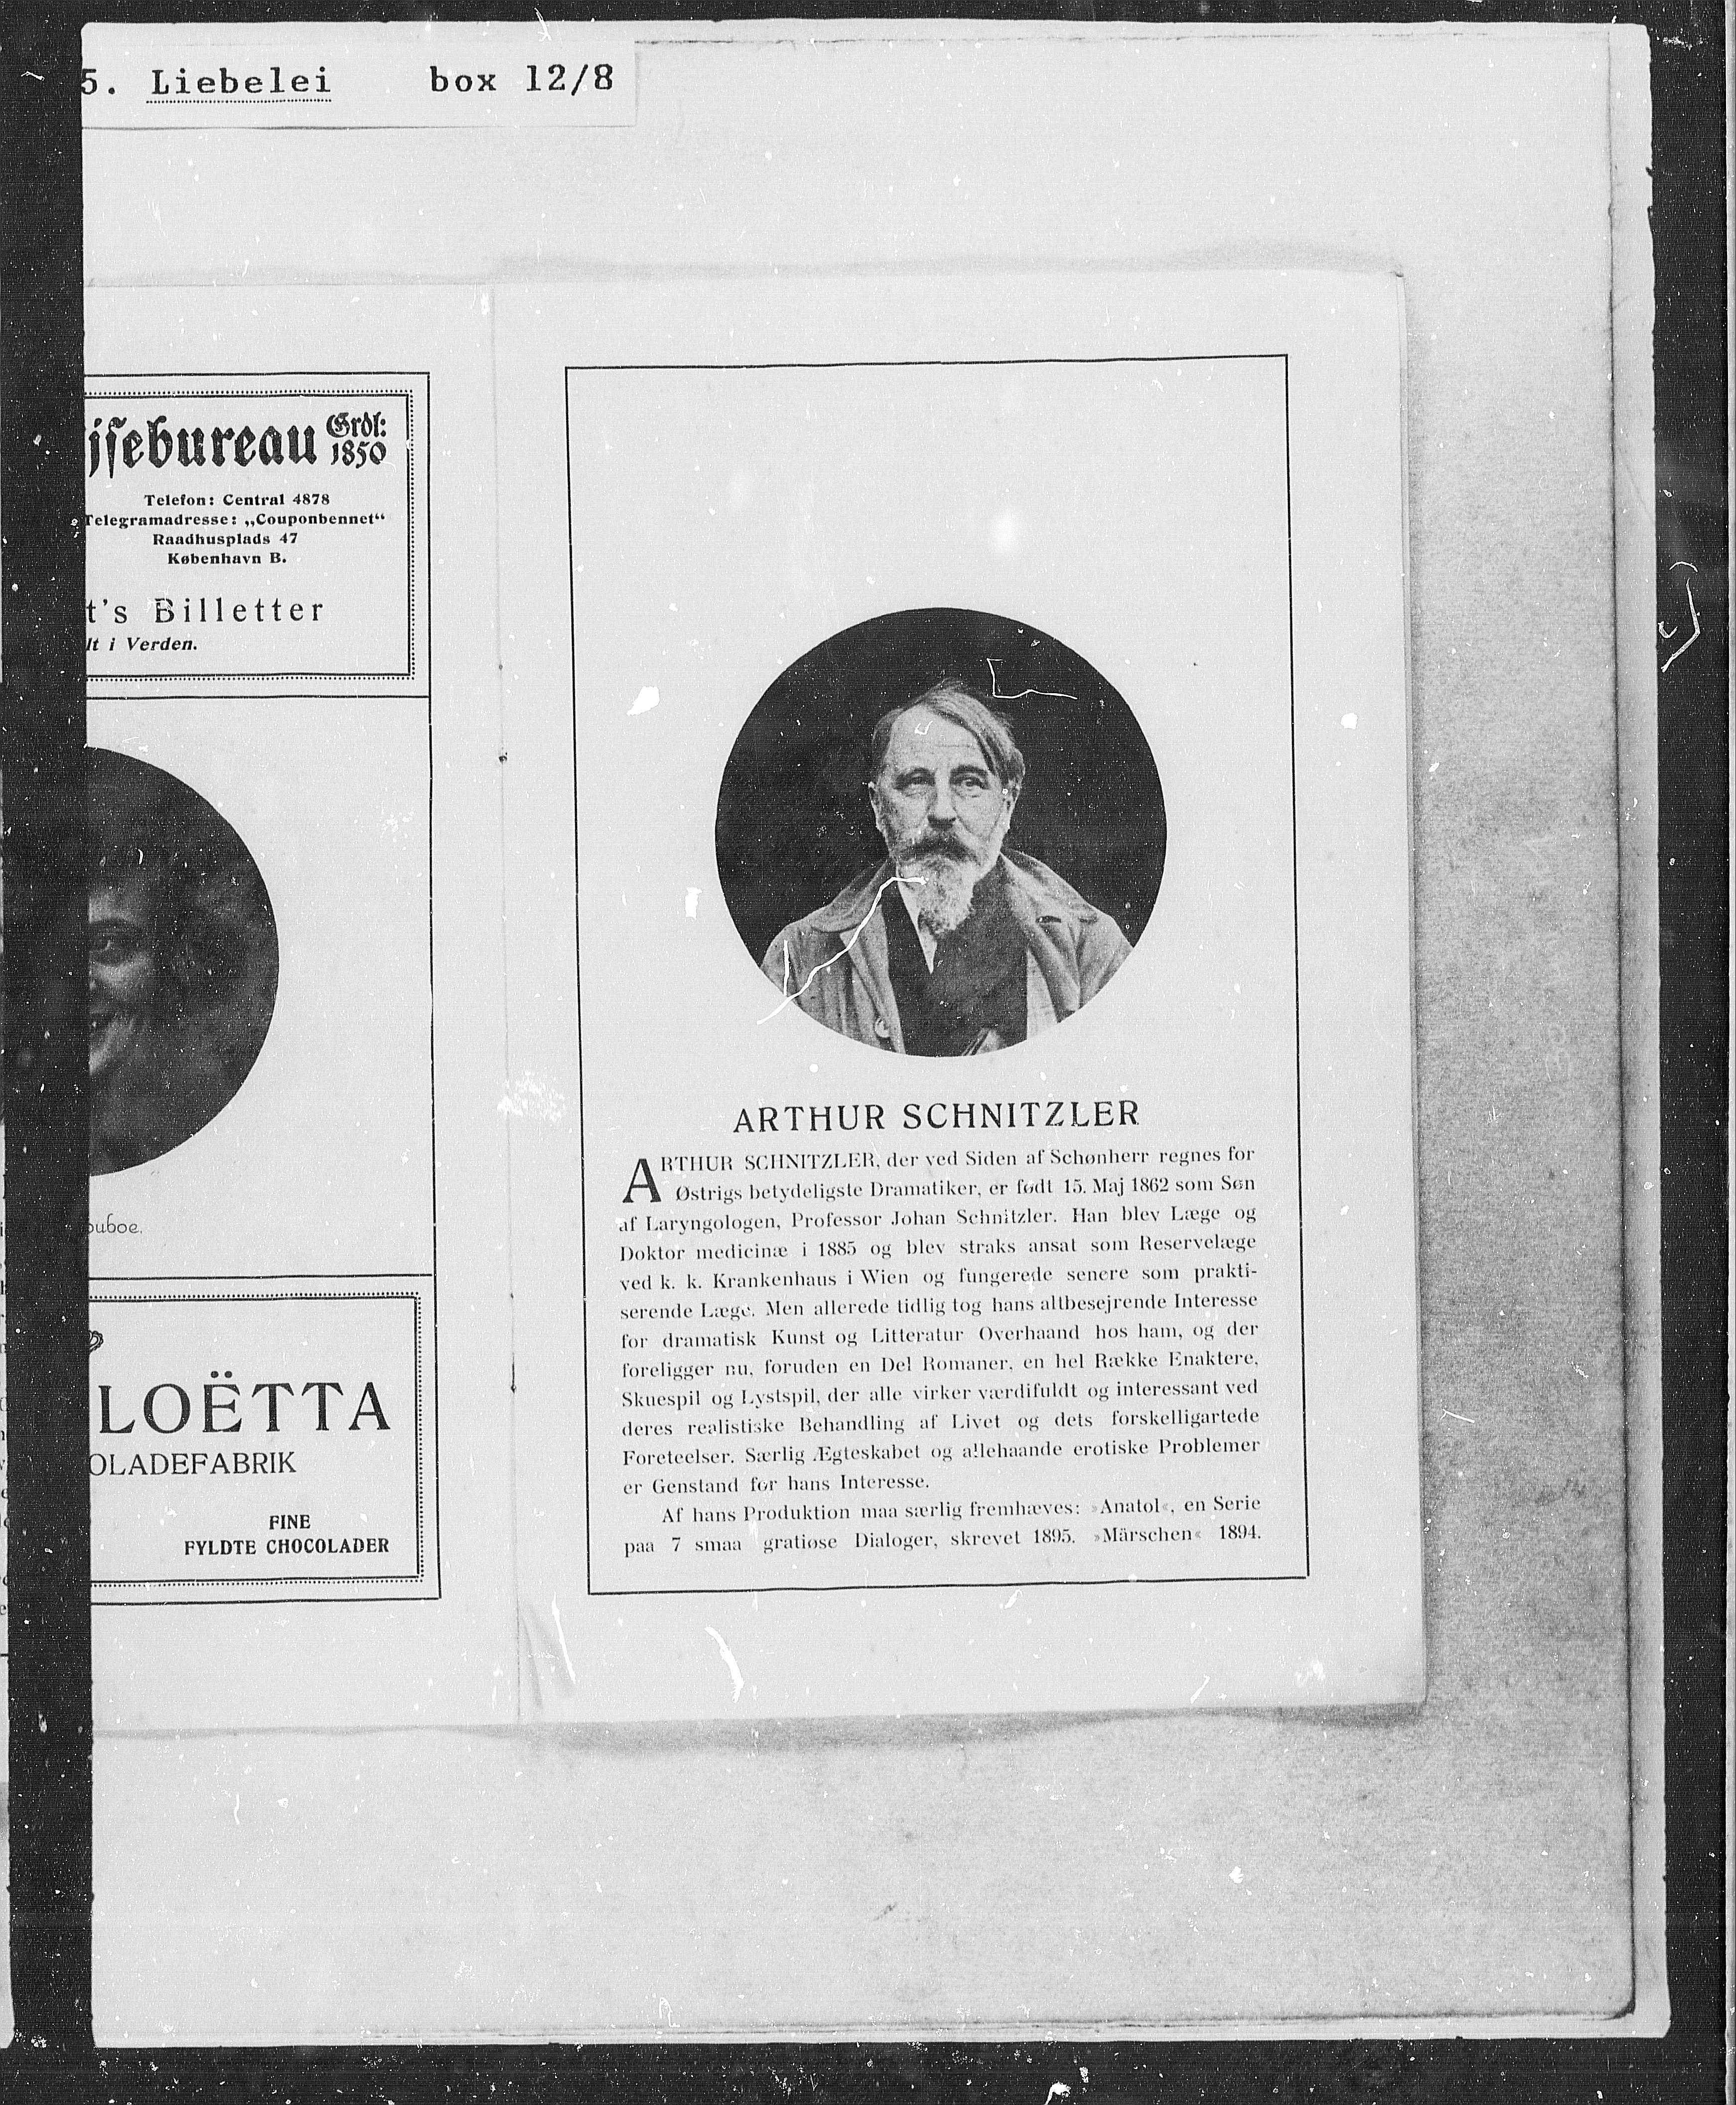 5. Liebelei box 12/8
jsebureau Grdl: 1850
Telefon: Central 4878
Telegramadresse: „Couponbennet“
Raadhusplads 47
København B.
t's Billetter
lt i Verden.
LOËTTA
OLADEFABRIK
FINE
FYLDTE CHOCOLADER
ARTHUR SCHNITZLER
ARTHUR SCHNITZLER, der ved Siden af Schønherr regnes for
Østrigs betydeligste Dramatiker, er født 15. Maj 1862 som Søn
af Laryngologen, Professor Johan Schnitzler. Han blev Læge og
Doktor medicinæ i 1885 og blev straks ansat som Reservelæge
ved k. k. Krankenhaus i Wien og fungerede senere som prakti-
serende Læge. Men allerede tidlig tog hans altbesejrende Interesse
for dramatisk Kunst og Litteratur Overhaand hos ham, og der
foreligger nu, foruden en Del Romaner, en hel Række Enaktere,
Skuespil og Lystspil, der alle virker værdifuldt og interessant ved
deres realistiske Behandling af Livet og dets forskelligartede
Foreteelser. Særlig Ægteskabet og allehaande erotiske Problemer
er Genstand for hans Interesse.
Af hans Produktion maa særlig fremhæves: »Anatol«, en Serie
paa 7 smaa gratiøse Dialoger, skrevet 1895. »Märschen« 1894.